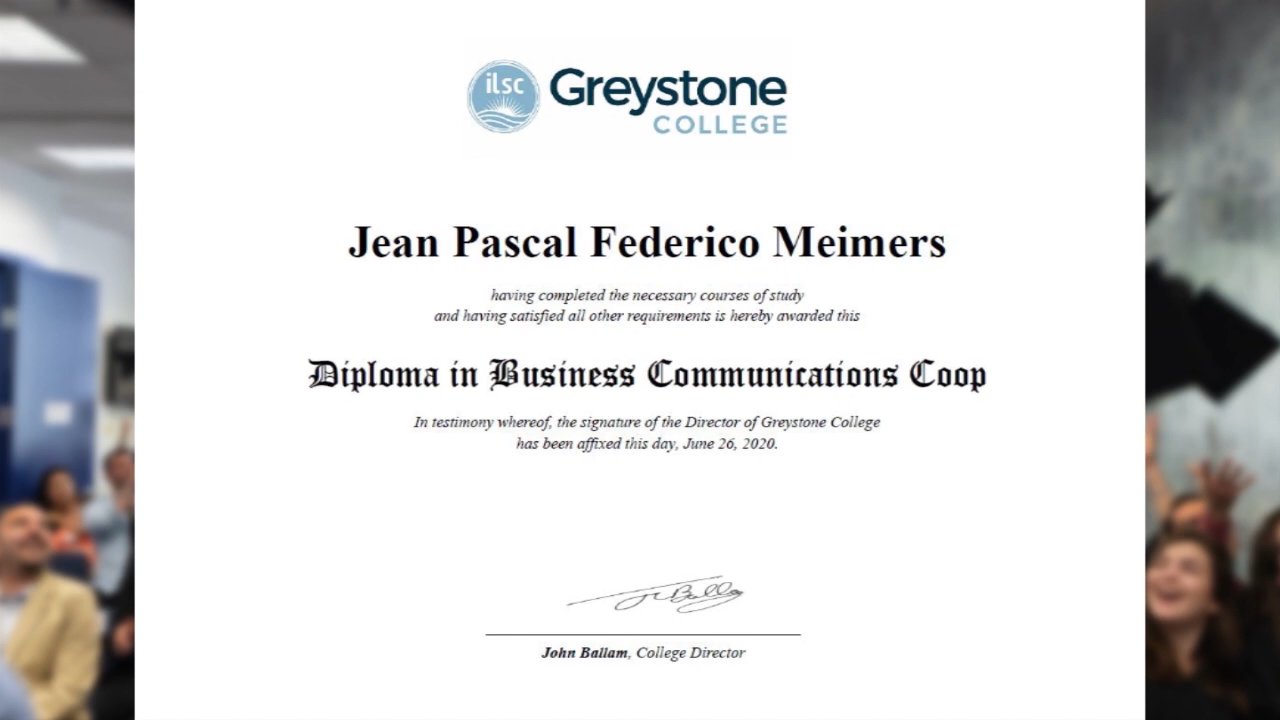 ilsc
Greystone
COLLEGE
Jean Pascal Federico Meimers
having completed the necessary courses of study
and having satisfied all other requirements is hereby awarded this
Diploma in Business Communications Coop
In testimony whereof, the signature of the Director of Greystone College
has been affixed this day, June 26, 2020.
John Ballam, College Director